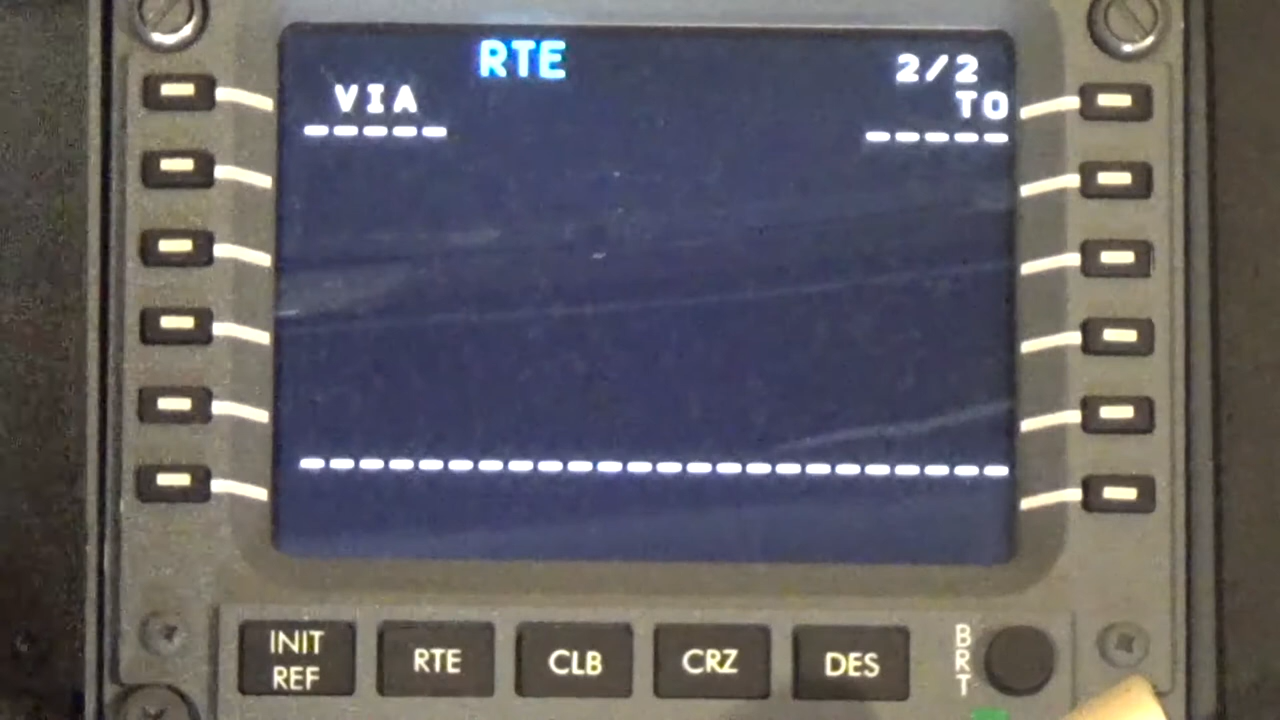 RTE 2/2
VIA TO
----- -----
------------------------
INIT REF RTE CLB CRZ DES BRT